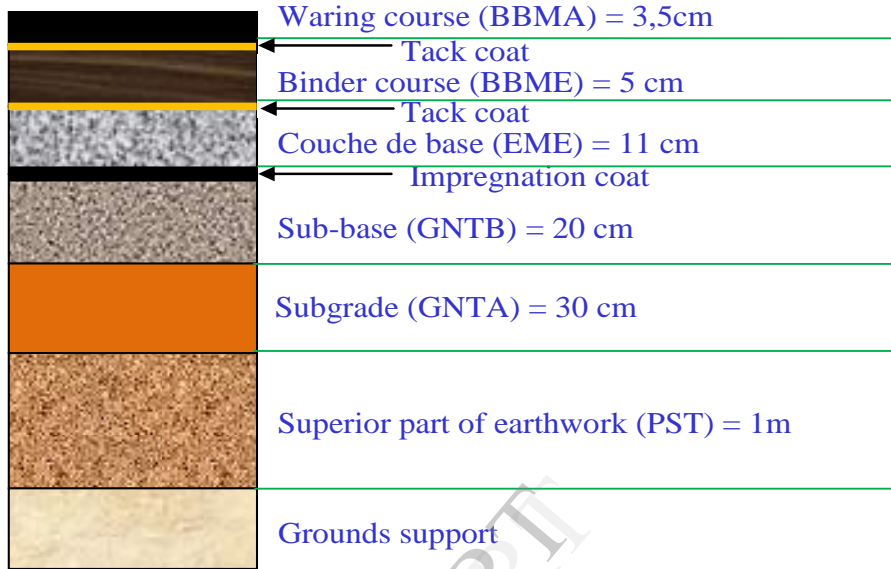 Waring course (BBMA) = 3,5cm
Tack coat
Binder course (BBME) = 5 cm
Tack coat
Couche de base (EME) = 11 cm
Impregnation coat
Sub-base (GNTB) = 20 cm
Subgrade (GNTA) = 30 cm
Superior part of earthwork (PST) = 1m
Grounds support